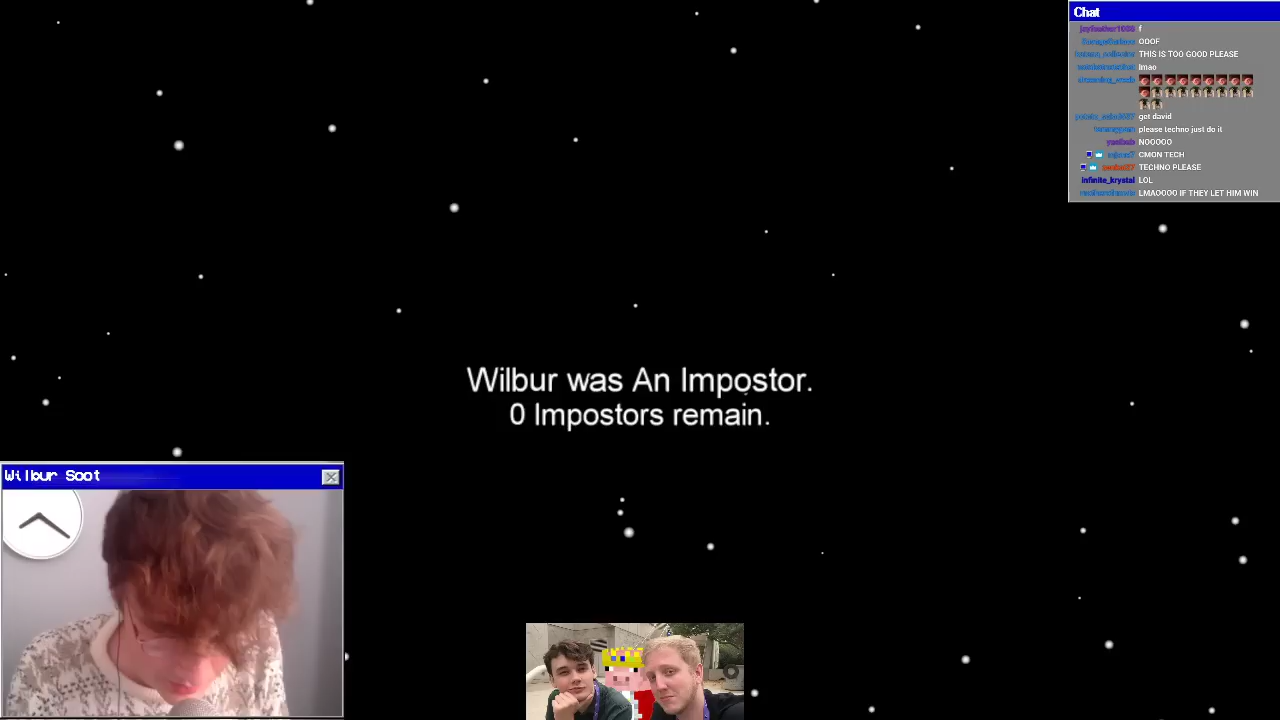 Chat
f
OOOF
THIS IS TOO GOOD PLEASE
lmao
get david
please techno just do it
NOOOOO
CMON TECH
TECHNO PLEASE
infinite_krystal LOL
LMAOOOO IF THEY LET HIM WIN
Wilbur was An Impostor.
0 Impostors remain.
Wilbur Soot